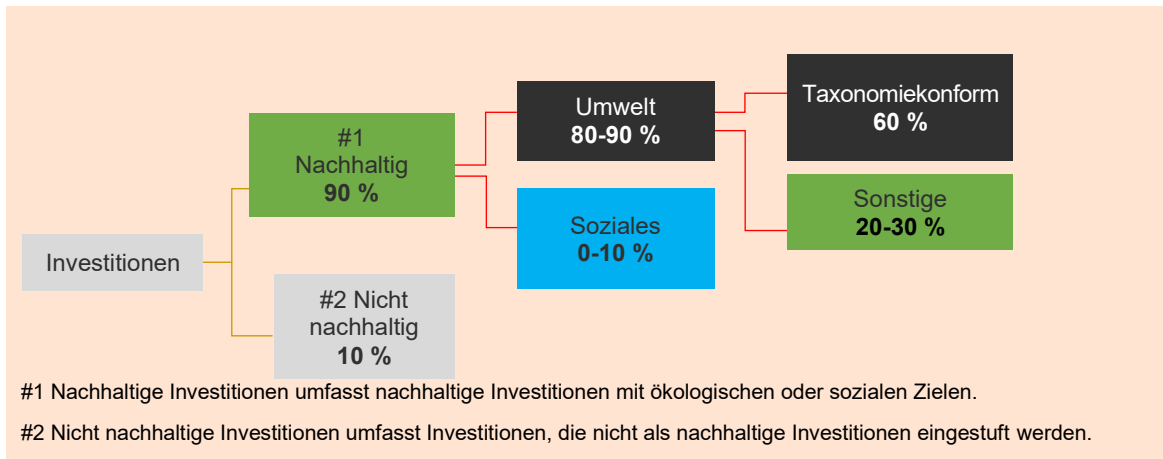 Investitionen
#1
Nachhaltig
90 %
#2 Nicht
nachhaltig
10 %
Umwelt
80-90 %
Soziales
0-10 %
Taxonomiekonform
60 %
Sonstige
20-30 %
#1 Nachhaltige Investitionen umfasst nachhaltige Investitionen mit ökologischen oder sozialen Zielen.
#2 Nicht nachhaltige Investitionen umfasst Investitionen, die nicht als nachhaltige Investitionen eingestuft werden.